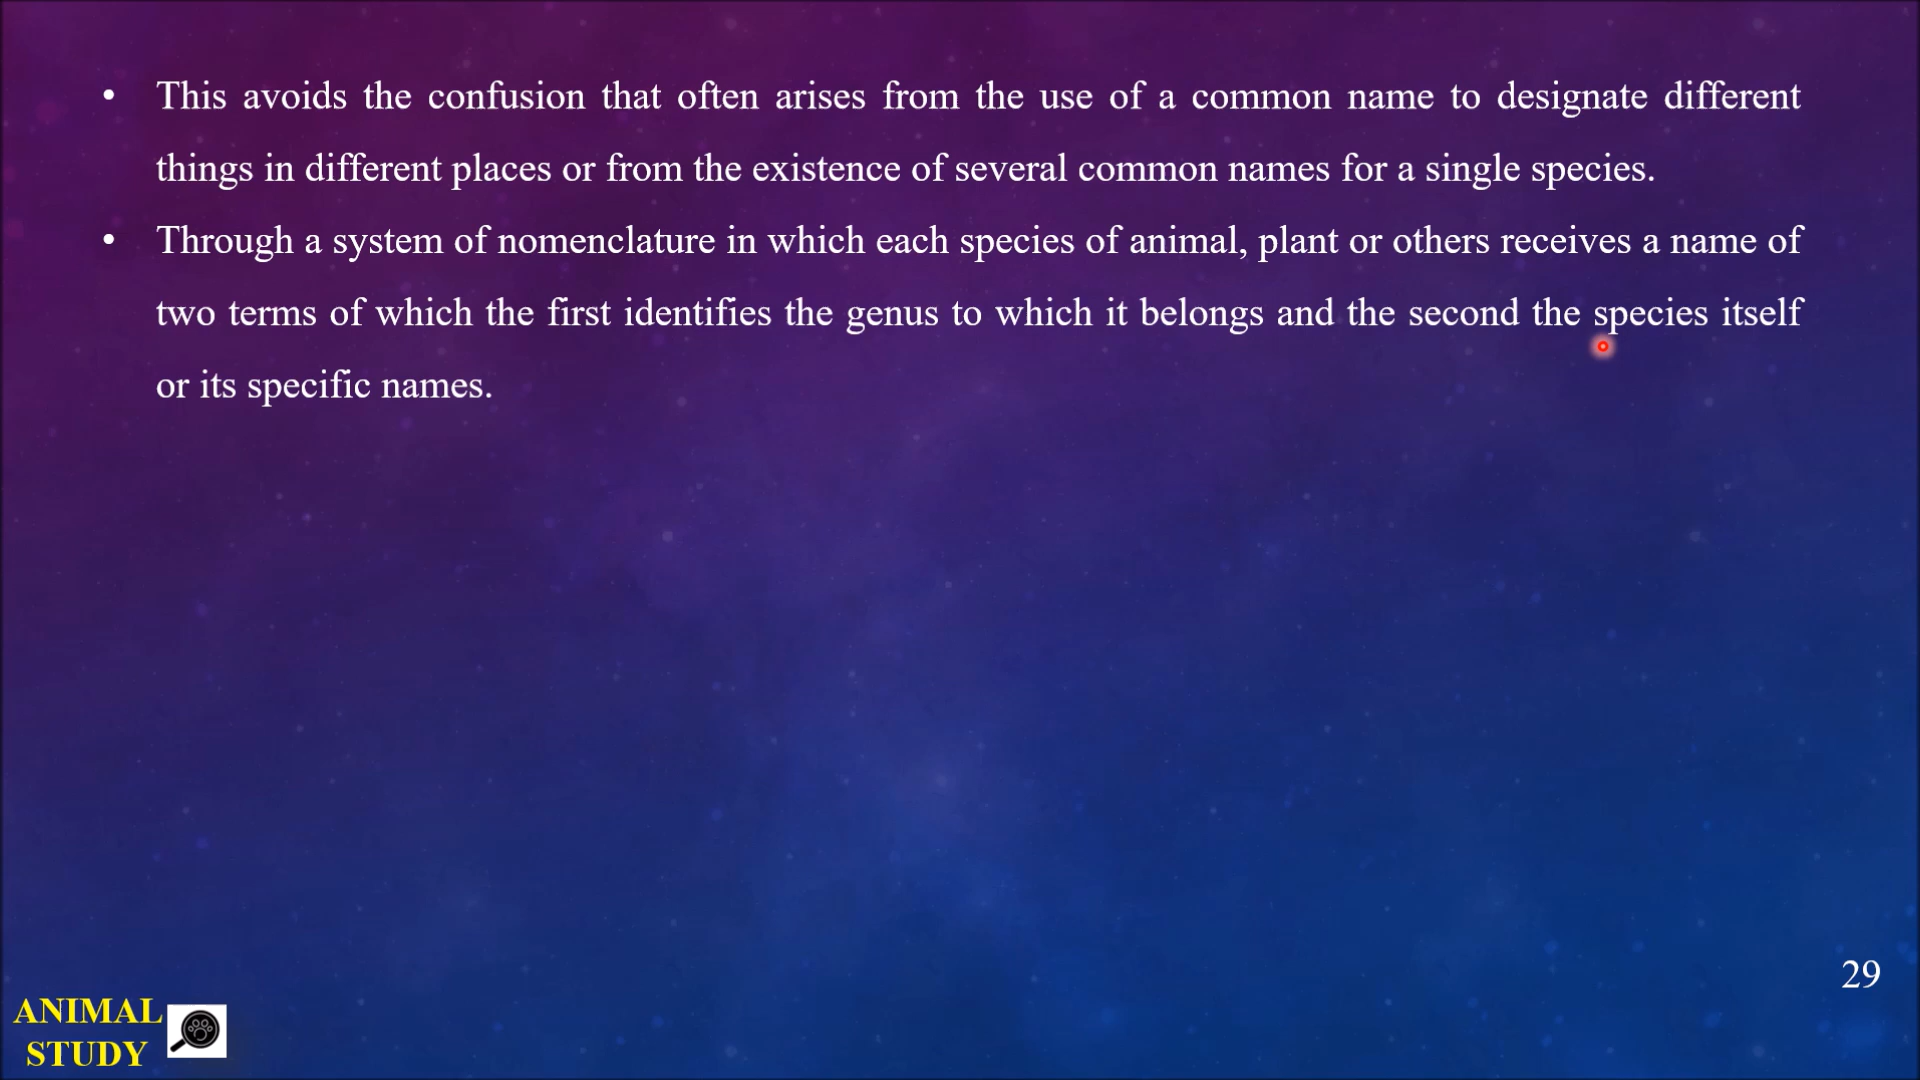 • This avoids the confusion that often arises from the use of a common name to designate different
things in different places or from the existence of several common names for a single species.
• Through a system of nomenclature in which each species of animal, plant or others receives a name of
two terms of which the first identifies the genus to which it belongs and the second the species itself
or its specific names.
29
ANIMAL
STUDY